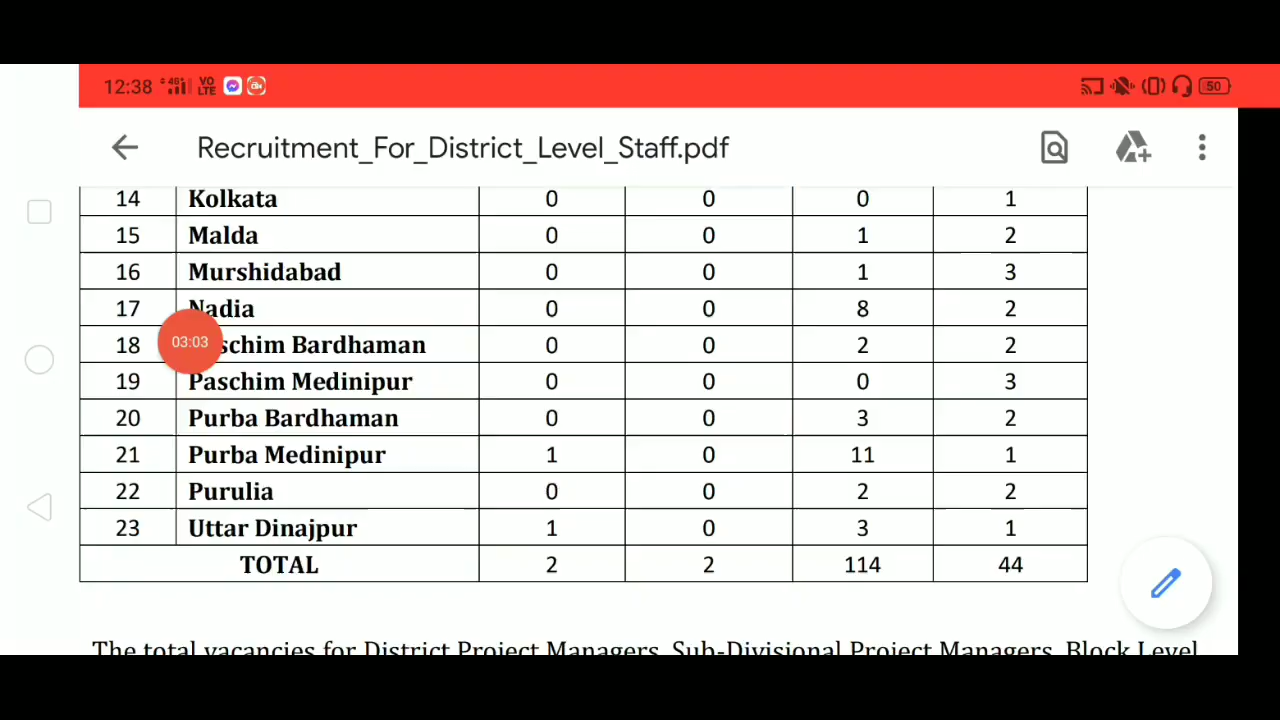 12:38 4G+ VO LTE 50
Recruitment_For_District_Level_Staff.pdf
14 Kolkata 0 0 0 1
15 Malda 0 0 1 2
16 Murshidabad 0 0 1 3
17 Nadia 0 0 8 2
18 schim Bardhaman 0 0 2 2
03:03
19 Paschim Medinipur 0 0 0 3
20 Purba Bardhaman 0 0 3 2
21 Purba Medinipur 1 0 11 1
22 Purulia 0 0 2 2
23 Uttar Dinajpur 1 0 3 1
TOTAL 2 2 114 44
The total vacancies for District Project Managers, Sub-Divisional Project Managers, Block Level